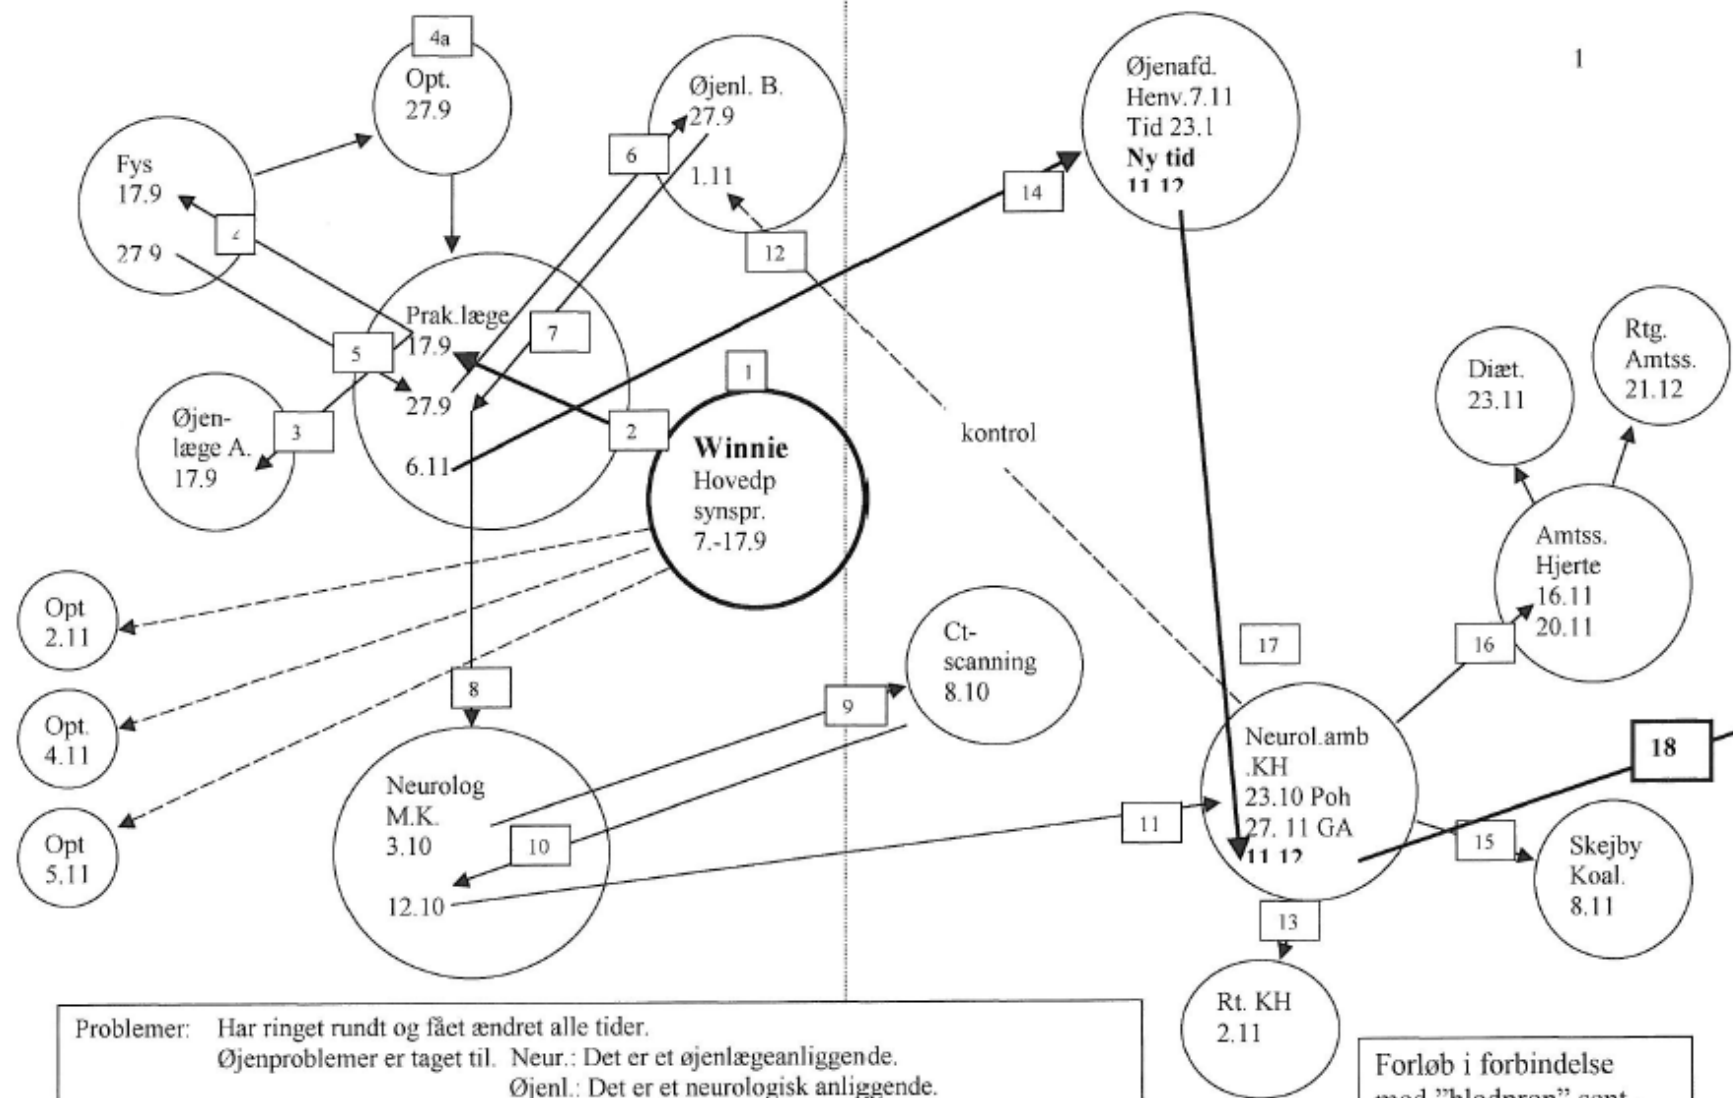 4a
Opt.
27.9
Øjenl. B.
27.9
1.11
Øjenafd.
Henv.7.11
Tid 23.1
Ny tid
11.12
1
Fys
17.9
27 9
6
14
12
Prak.læge
17.9
27.9
6.11
5
7
1
2
3
Øjen-
læge A.
17.9
Winnie
Hovedp
synspr.
7.-17.9
kontrol
Diæt.
23.11
Rtg.
Amtss.
21.12
Amtss.
Hjerte
16.11
20.11
Opt
2.11
Opt.
4.11
Opt
5.11
8
9
Ct-
scanning
8.10
17
16
Neurolog
M.K.
3.10
12.10
10
11
Neurol.amb
.KH
23.10 Poh
27. 11 GA
11.12
18
15
Skejby
Koal.
8.11
13
Rt. KH
2.11
Problemer: Har ringet rundt og fået ændret alle tider.
Øjenproblemer er taget til. Neur.: Det er et øjenlægeanliggende.
Øjenl.: Det er et neurologisk anliggende.
Forløb i forbindelse